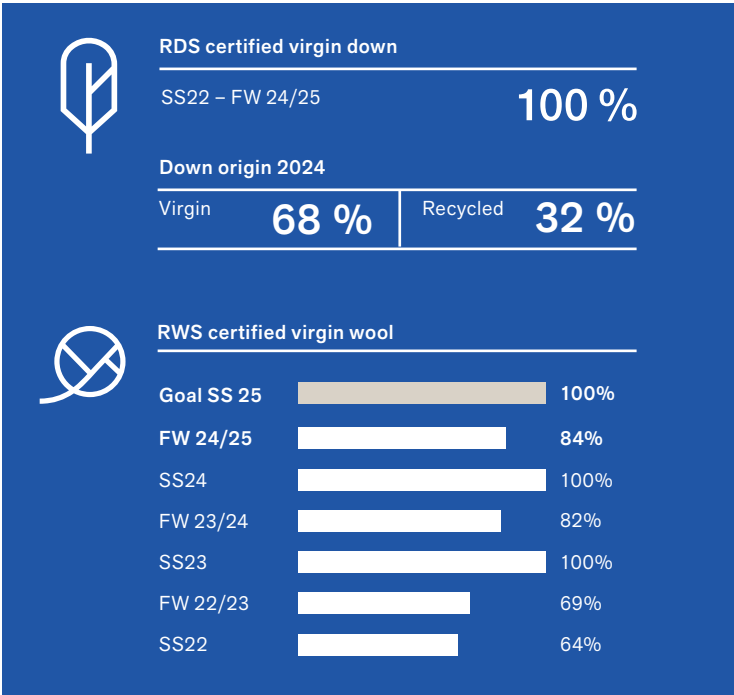 RDS certified virgin down
SS22 – FW 24/25 100 %
Down origin 2024
Virgin 68 % Recycled 32 %
RWS certified virgin wool
Goal SS 25 100%
FW 24/25 84%
SS24 100%
FW 23/24 82%
SS23 100%
FW 22/23 69%
SS22 64%